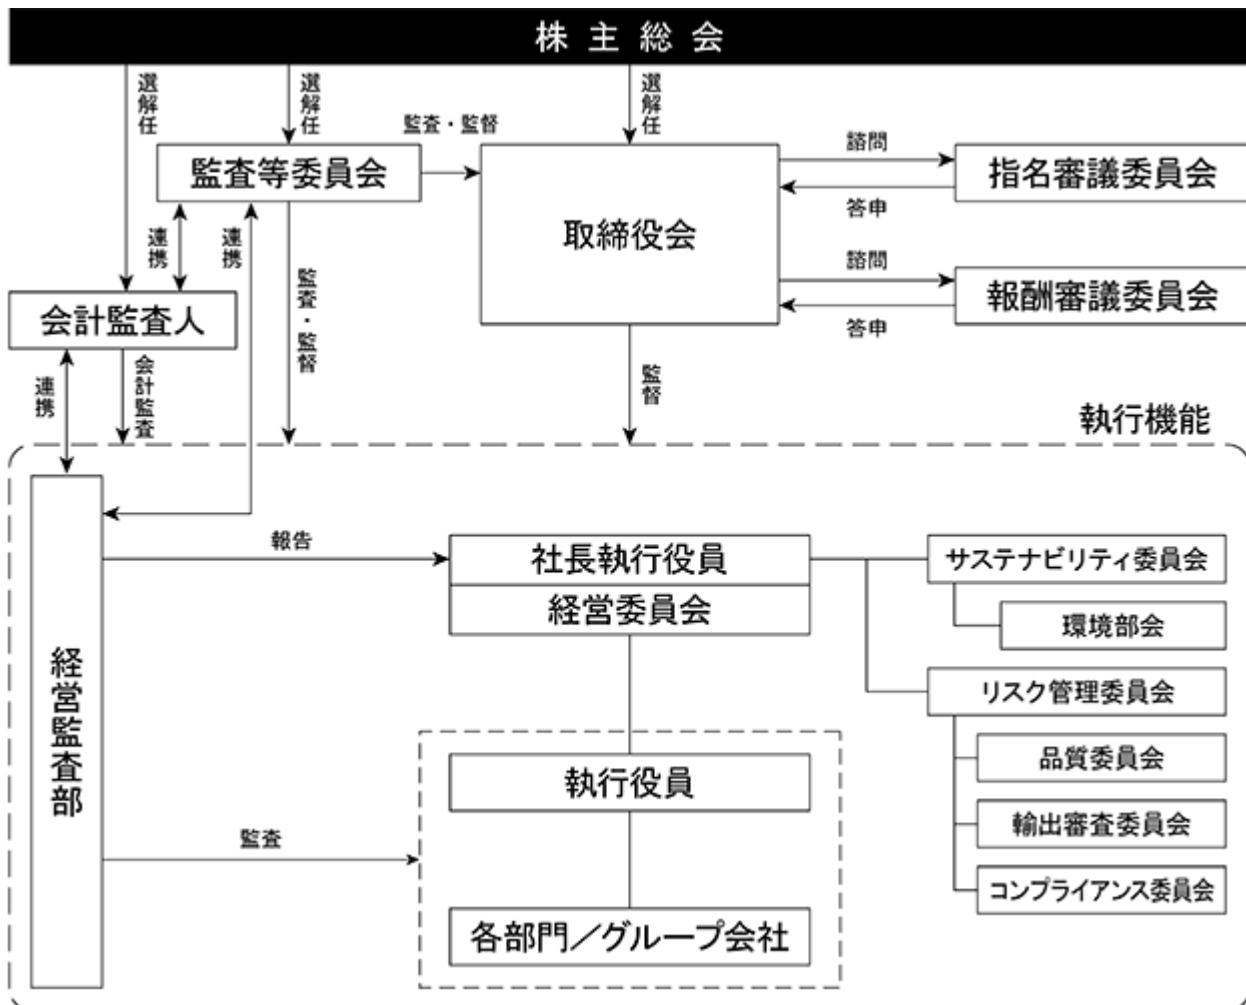 株主総会
選解任
選解任
選解任
監査・監督
監査等委員会
取締役会
諮問
答申
指名審議委員会
諮問
答申
報酬審議委員会
連携
連携
会計監査人
監査・監督
連携
会計監査
監督
執行機能
経営監査部
報告
社長執行役員
経営委員会
サステナビリティ委員会
環境部会
リスク管理委員会
品質委員会
輸出審査委員会
コンプライアンス委員会
執行役員
監査
各部門／グループ会社